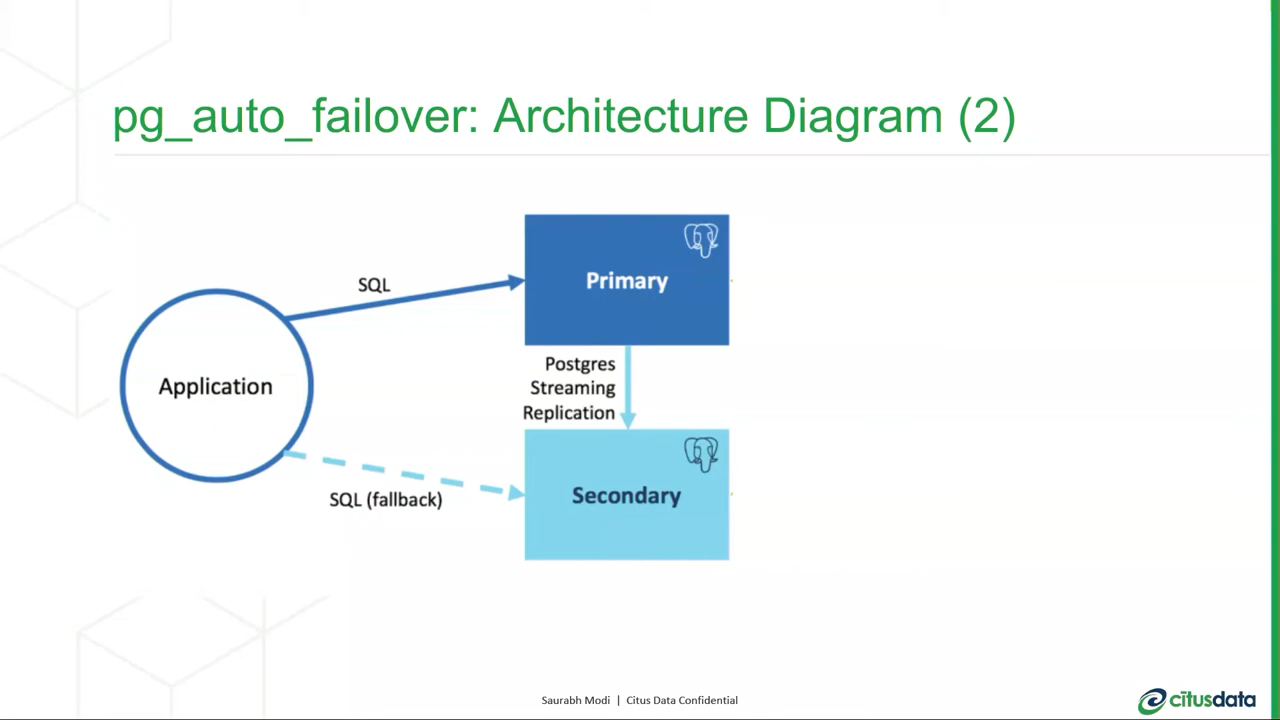 pg_auto_failover: Architecture Diagram (2)
SQL
Primary
Application
Postgres
Streaming
Replication
SQL (fallback)
Secondary
Saurabh Modi | Citus Data Confidential
citusdata